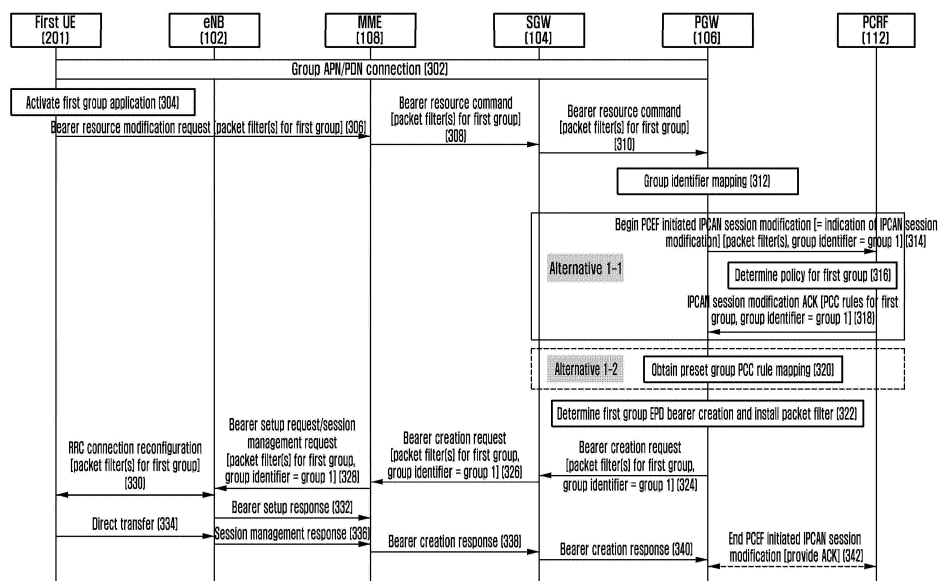 First UE
[201]
eNB
[102]
MME
[108]
SGW
[104]
PGW
[106]
PCRF
[112]
Group APN/PDN connection [302]
Activate first group application [304]
Bearer resource modification request [packet filter[s] for first group] [306]
Bearer resource command
[packet filter[s] for first group]
[308]
Bearer resource command
[packet filter[s] for first group]
[310]
Group identifier mapping [312]
Begin PCEF initiated IPCAN session modification [= indication of IPCAN session
modification] [packet filter[s], group identifier = group 1] [314]
Alternative 1-1
Determine policy for first group [316]
IPCAN session modification ACK [PCC rules for first
group, group identifier = group 1] [318]
Alternative 1-2
Obtain preset group PCC rule mapping [320]
Determine first group EPD bearer creation and install packet filter [322]
Bearer creation request
[packet filter[s] for first group,
group identifier = group 1] [324]
Bearer creation request
[packet filter[s] for first group,
group identifier = group 1] [326]
Bearer setup request/session
management request
[packet filter[s] for first group,
group identifier = group 1] [328]
RRC connection reconfiguration
[packet filter[s] for first group]
[330]
Bearer setup response [332]
Direct transfer [334]
Session management response [336]
Bearer creation response [338]
Bearer creation response [340]
End PCEF initiated IPCAN session
modification [provide ACK] [342]